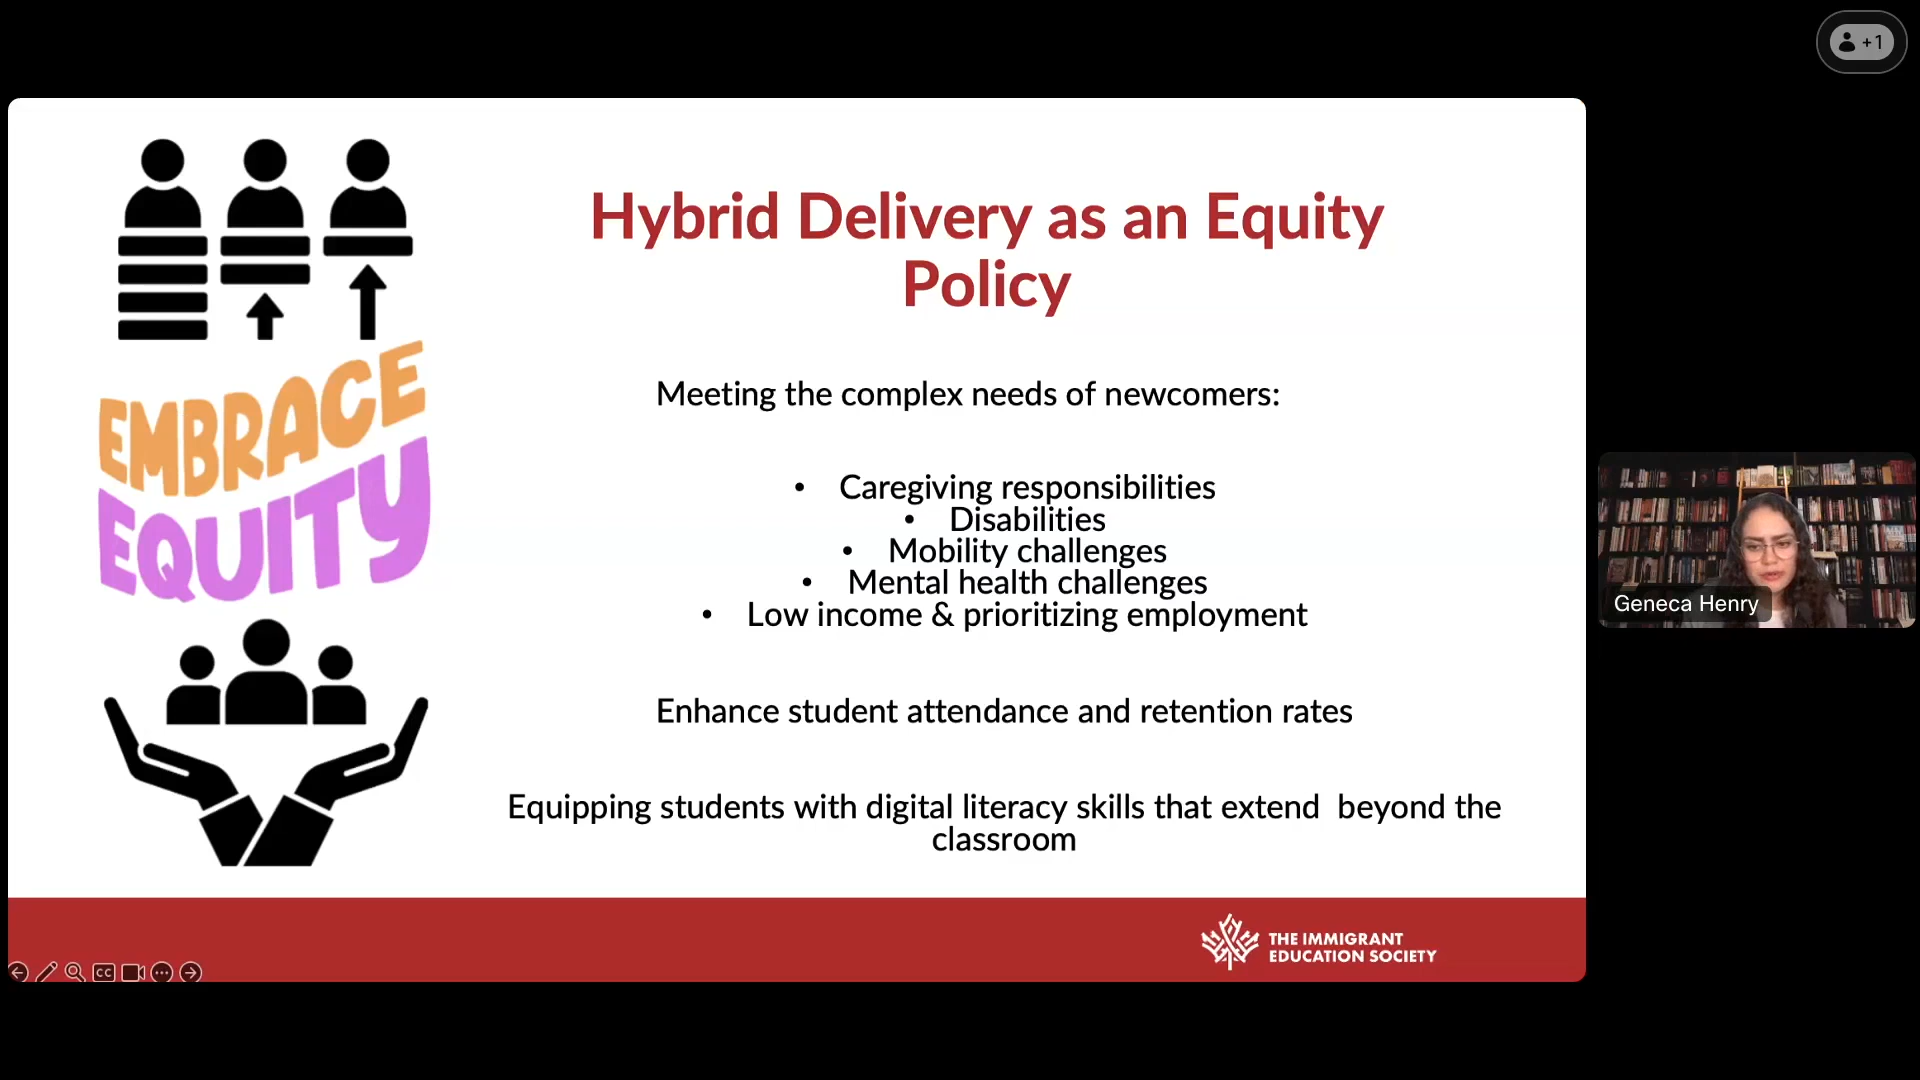 +1
EMBRACE
EQUITY
Hybrid Delivery as an Equity
Policy
Meeting the complex needs of newcomers:
• Caregiving responsibilities
• Disabilities
• Mobility challenges
• Mental health challenges
• Low income & prioritizing employment
Enhance student attendance and retention rates
Equipping students with digital literacy skills that extend beyond the
classroom
Geneca Henry
CC
THE IMMIGRANT
EDUCATION SOCIETY